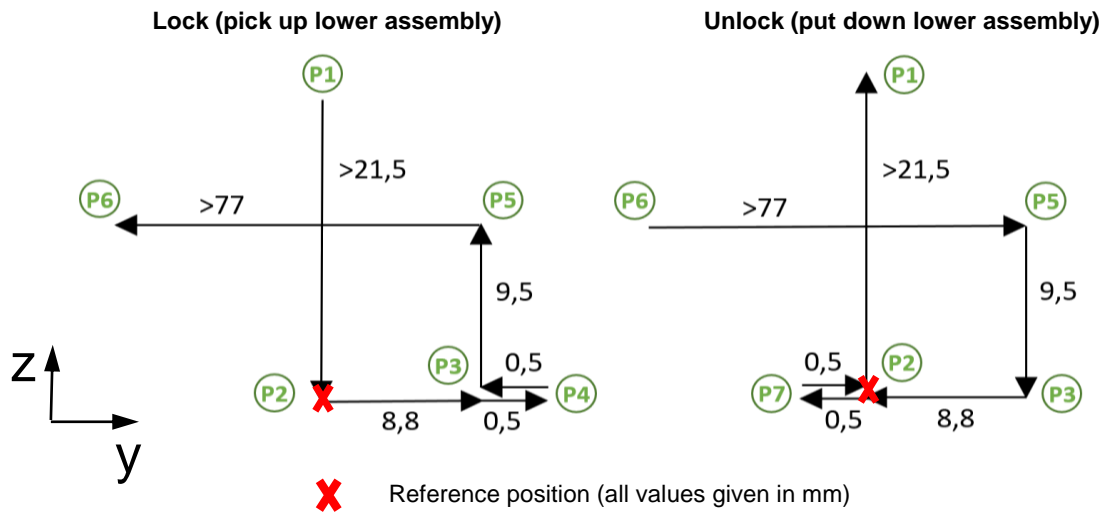 Lock (pick up lower assembly)
Unlock (put down lower assembly)
P1
P1
>21,5
>21,5
P6
>77
P5
P6
>77
P5
9,5
9,5
z
P3
0,5
0,5
P2
P2
P4
P7
P3
8,8
0,5
0,5
8,8
y
Reference position (all values given in mm)